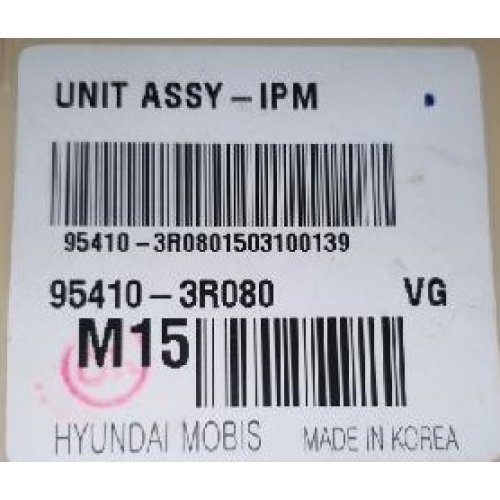 UNIT ASSY-IPM
95410-3R0801503100139
95410-3R080 VG
M15
HYUNDAI MOBIS MADE IN KOREA